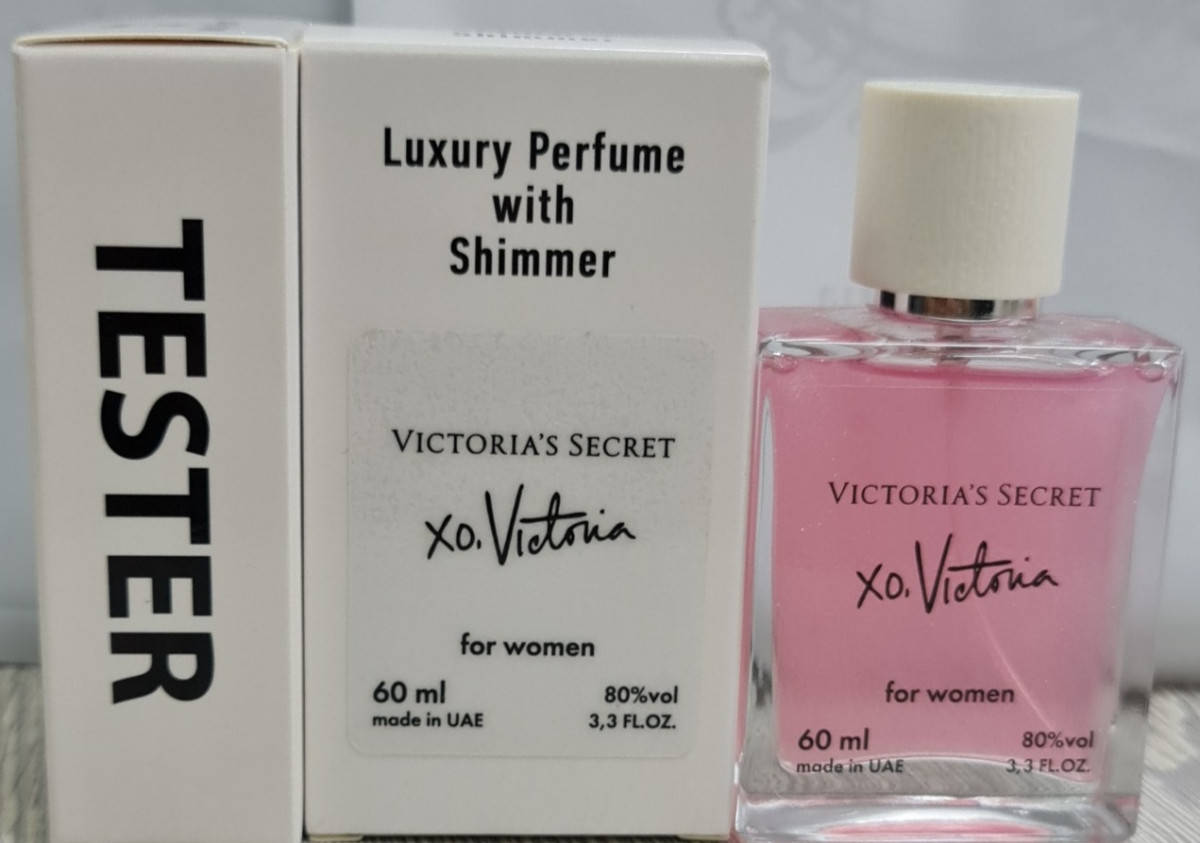 TESTER
shimmer
Luxury Perfume
with
Shimmer
VICTORIA'S SECRET
XO, Victoria
for women
60 ml 80%vol
made in UAE 3,3 FL.OZ.
VICTORIA'S SECRET
XO, Victoria
for women
60 ml 80%vol
made in UAE 3,3 FL.OZ.